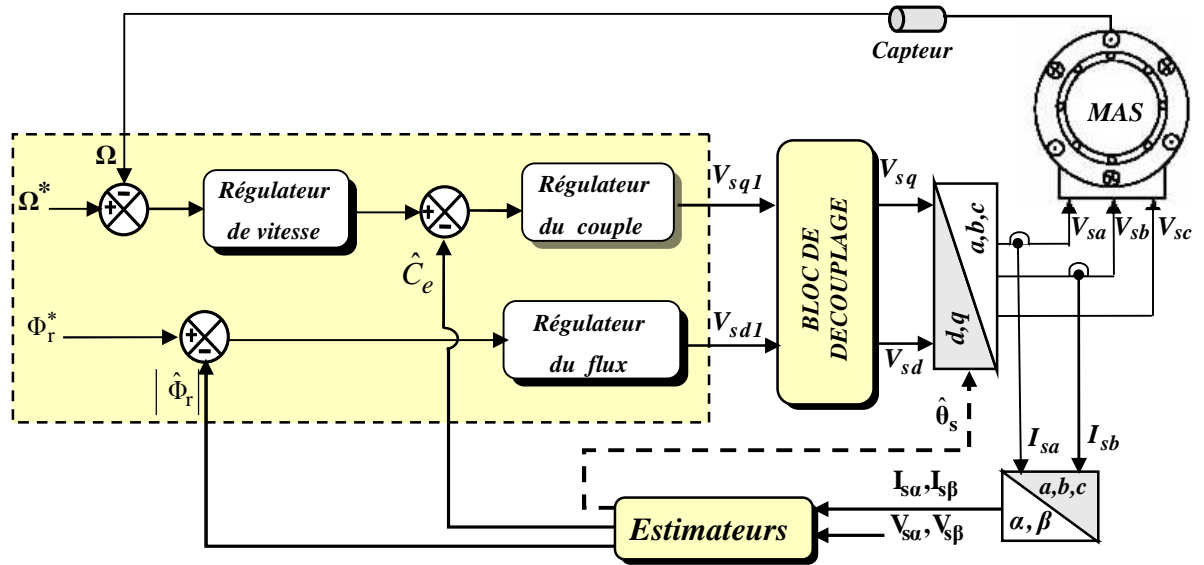 Capteur
MAS
Ω
Ω*
+
-
Régulateur
de vitesse
+
-
Régulateur
du couple
V_sq1
BLOC DE
DECOUPLAGE
V_sq
a,b,c
d,q
V_sa
V_sb
V_sc
Ĉ_e
Φ_r^*
+
-
|Φ̂_r|
Régulateur
du flux
V_sd1
V_sd
θ̂_s
I_sa
I_sb
I_sα,I_sβ
a,b,c
α, β
Estimateurs
V_sα,V_sβ